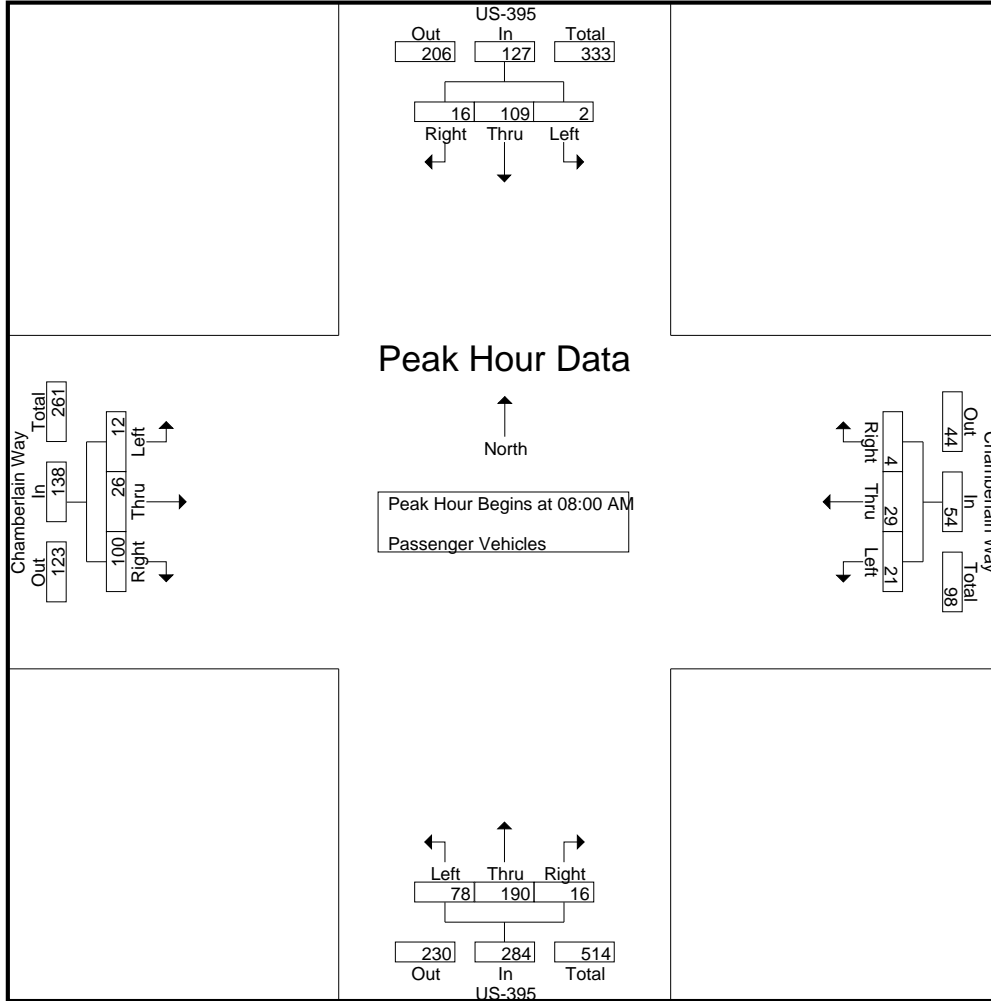 US-395
Out In Total
206 127 333
16 109 2
Right Thru Left
Peak Hour Data
North
Peak Hour Begins at 08:00 AM
Passenger Vehicles
Chamberlain Way
Out In Total
123 138 261
12 26 100
Left Thru Right
Chamberlain Way
Out In Total
44 54 98
4 29 21
Right Thru Left
Left Thru Right
78 190 16
230 284 514
Out In Total
US-395